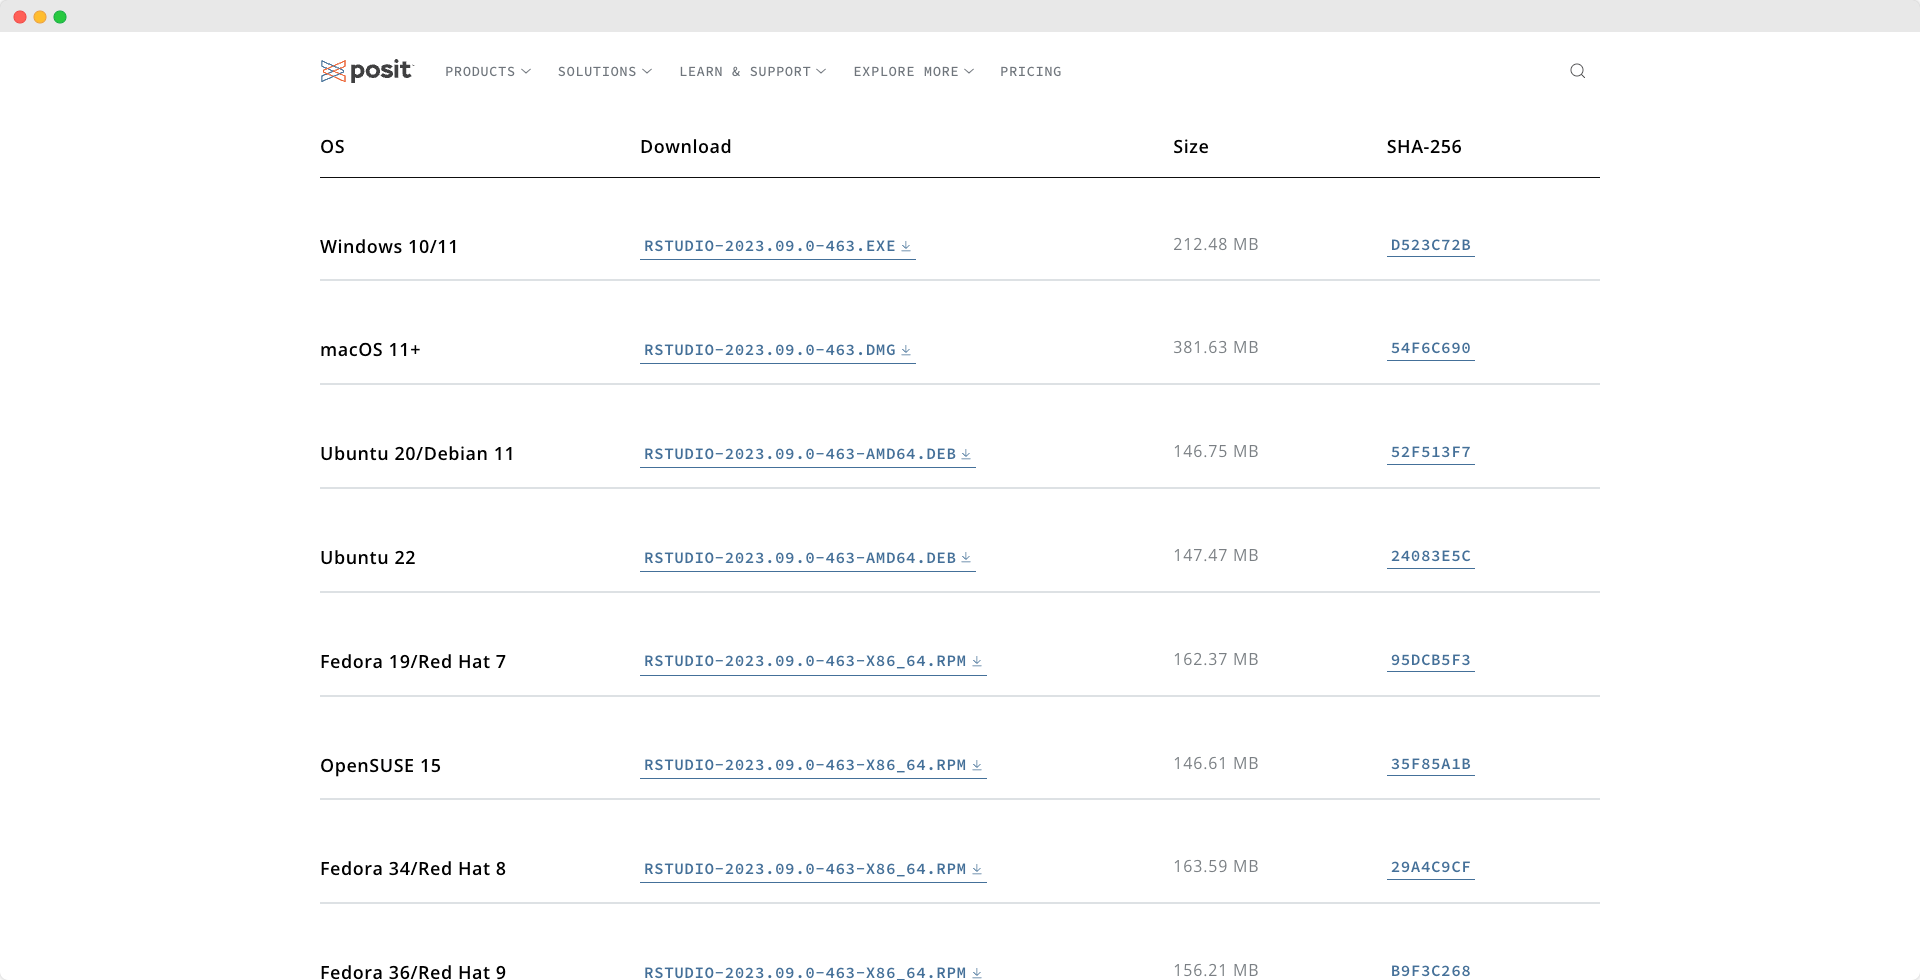 posit PRODUCTS SOLUTIONS LEARN & SUPPORT EXPLORE MORE PRICING
OS Download Size SHA-256
Windows 10/11 RSTUDIO-2023.09.0-463.EXE 212.48 MB D523C72B
macOS 11+ RSTUDIO-2023.09.0-463.DMG 381.63 MB 54F6C690
Ubuntu 20/Debian 11 RSTUDIO-2023.09.0-463-AMD64.DEB 146.75 MB 52F513F7
Ubuntu 22 RSTUDIO-2023.09.0-463-AMD64.DEB 147.47 MB 24083E5C
Fedora 19/Red Hat 7 RSTUDIO-2023.09.0-463-X86_64.RPM 162.37 MB 95DCB5F3
OpenSUSE 15 RSTUDIO-2023.09.0-463-X86_64.RPM 146.61 MB 35F85A1B
Fedora 34/Red Hat 8 RSTUDIO-2023.09.0-463-X86_64.RPM 163.59 MB 29A4C9CF
Fedora 36/Red Hat 9 RSTUDIO-2023.09.0-463-X86_64.RPM 156.21 MB B9F3C268